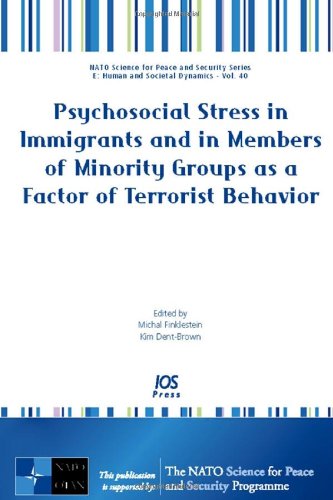 NATO Science for Peace and Security Series
E: Human and Societal Dynamics - Vol. 40
Psychosocial Stress in
Immigrants and in Members
of Minority Groups as a
Factor of Terrorist Behavior
Edited by
Michal Finklestein
Kim Dent-Brown
IOS
Press
NATO
OTAN
This publication
is supported by:
The NATO Science for Peace
and Security Programme